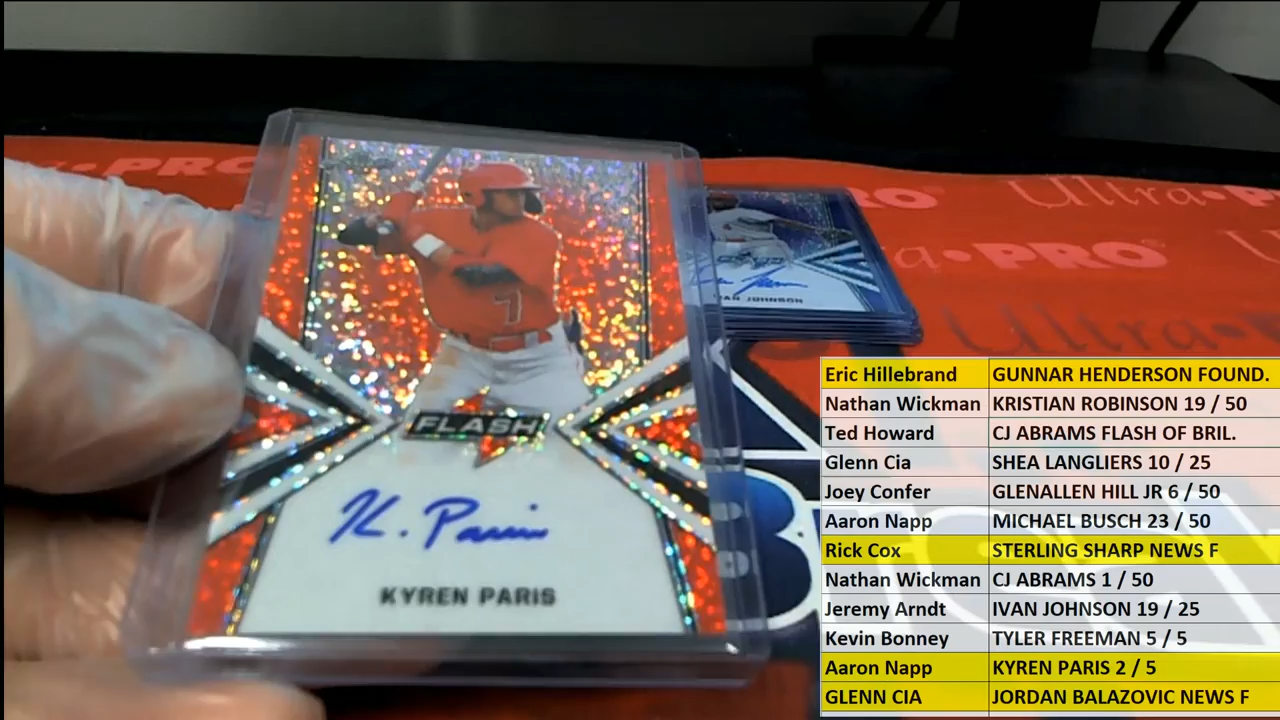 PRO
Ultra PRO
PRO
Ultra
7
FLASH
K. Paris
KYREN PARIS
IVAN JOHNSON
Eric Hillebrand GUNNAR HENDERSON FOUND.
Nathan Wickman KRISTIAN ROBINSON 19 / 50
Ted Howard CJ ABRAMS FLASH OF BRIL.
Glenn Cia SHEA LANGLIERS 10 / 25
Joey Confer GLENALLEN HILL JR 6 / 50
Aaron Napp MICHAEL BUSCH 23 / 50
Rick Cox STERLING SHARP NEWS F
Nathan Wickman CJ ABRAMS 1 / 50
Jeremy Arndt IVAN JOHNSON 19 / 25
Kevin Bonney TYLER FREEMAN 5 / 5
Aaron Napp KYREN PARIS 2 / 5
GLENN CIA JORDAN BALAZOVIC NEWS F